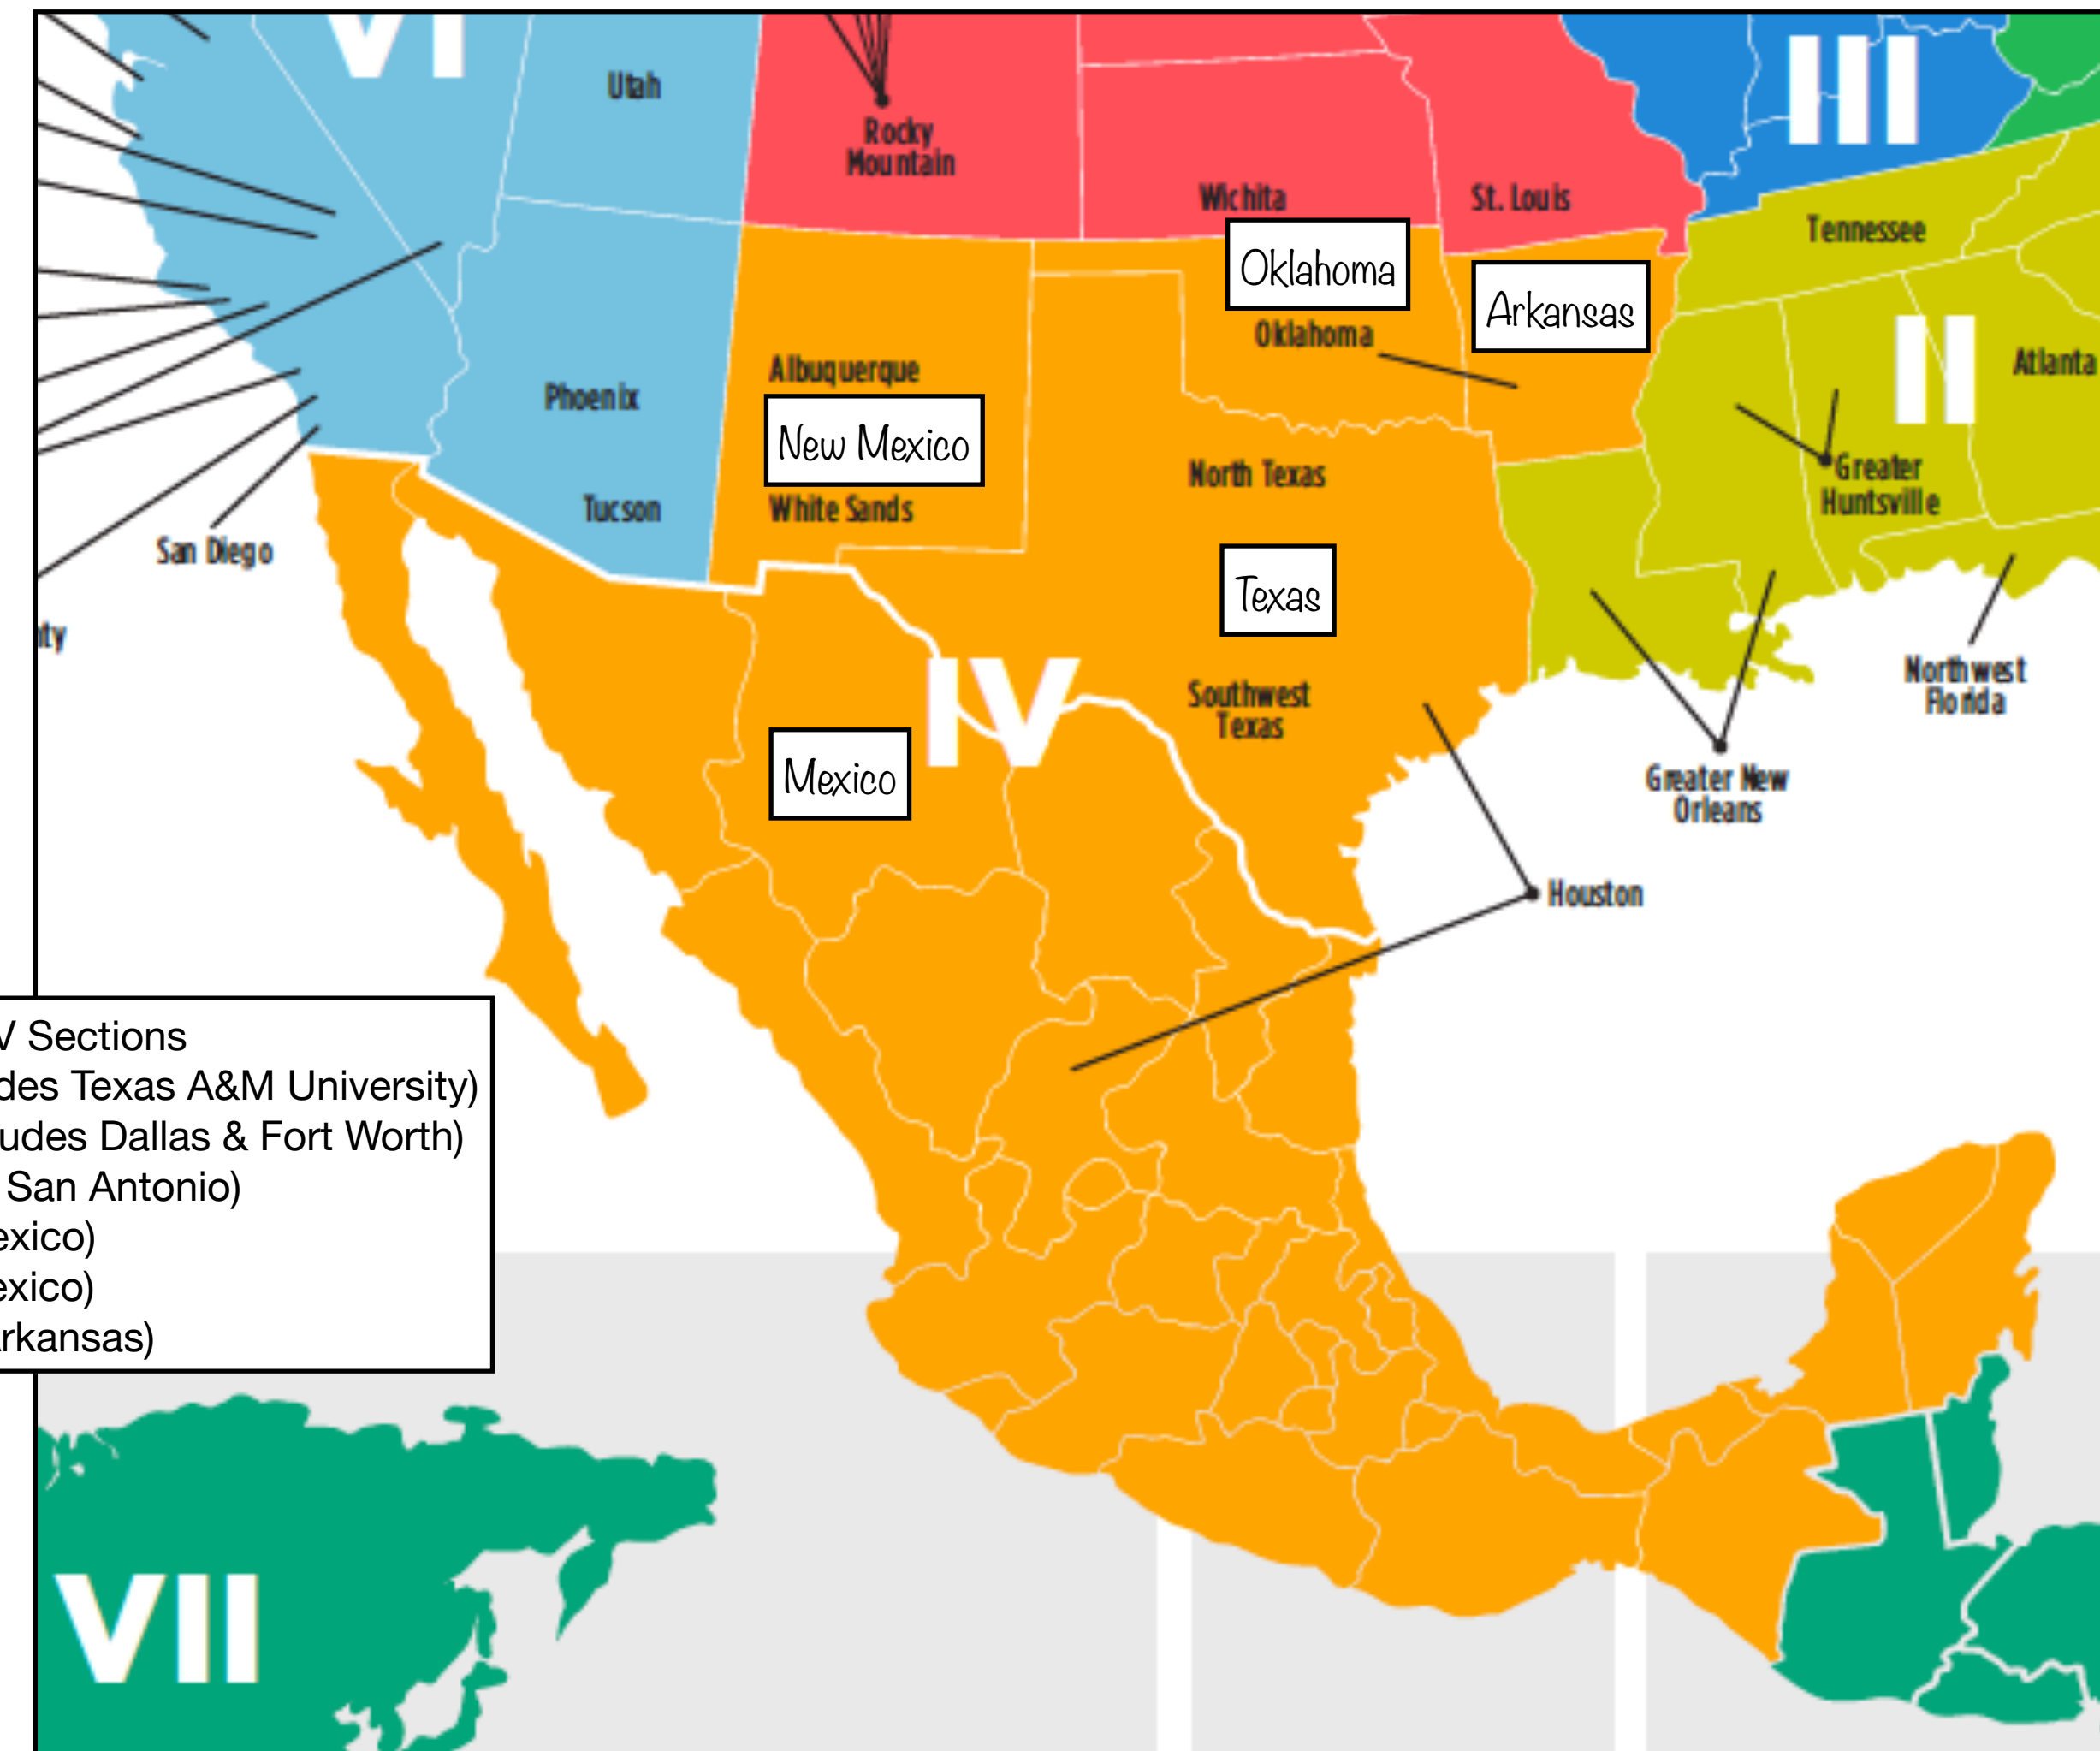 VI
III
Utah
Rocky
Mountain
Wichita
St. Louis
Tennessee
Oklahoma
Arkansas
Oklahoma
II
Atlanta
Albuquerque
Phoenix
New Mexico
North Texas
Greater
Huntsville
Tucson
White Sands
San Diego
Texas
nty
Northwest
Florida
IV
Southwest
Texas
Mexico
Greater New
Orleans
Houston
V Sections
des Texas A&M University)
udes Dallas & Fort Worth)
San Antonio)
exico)
exico)
rkansas)
VII